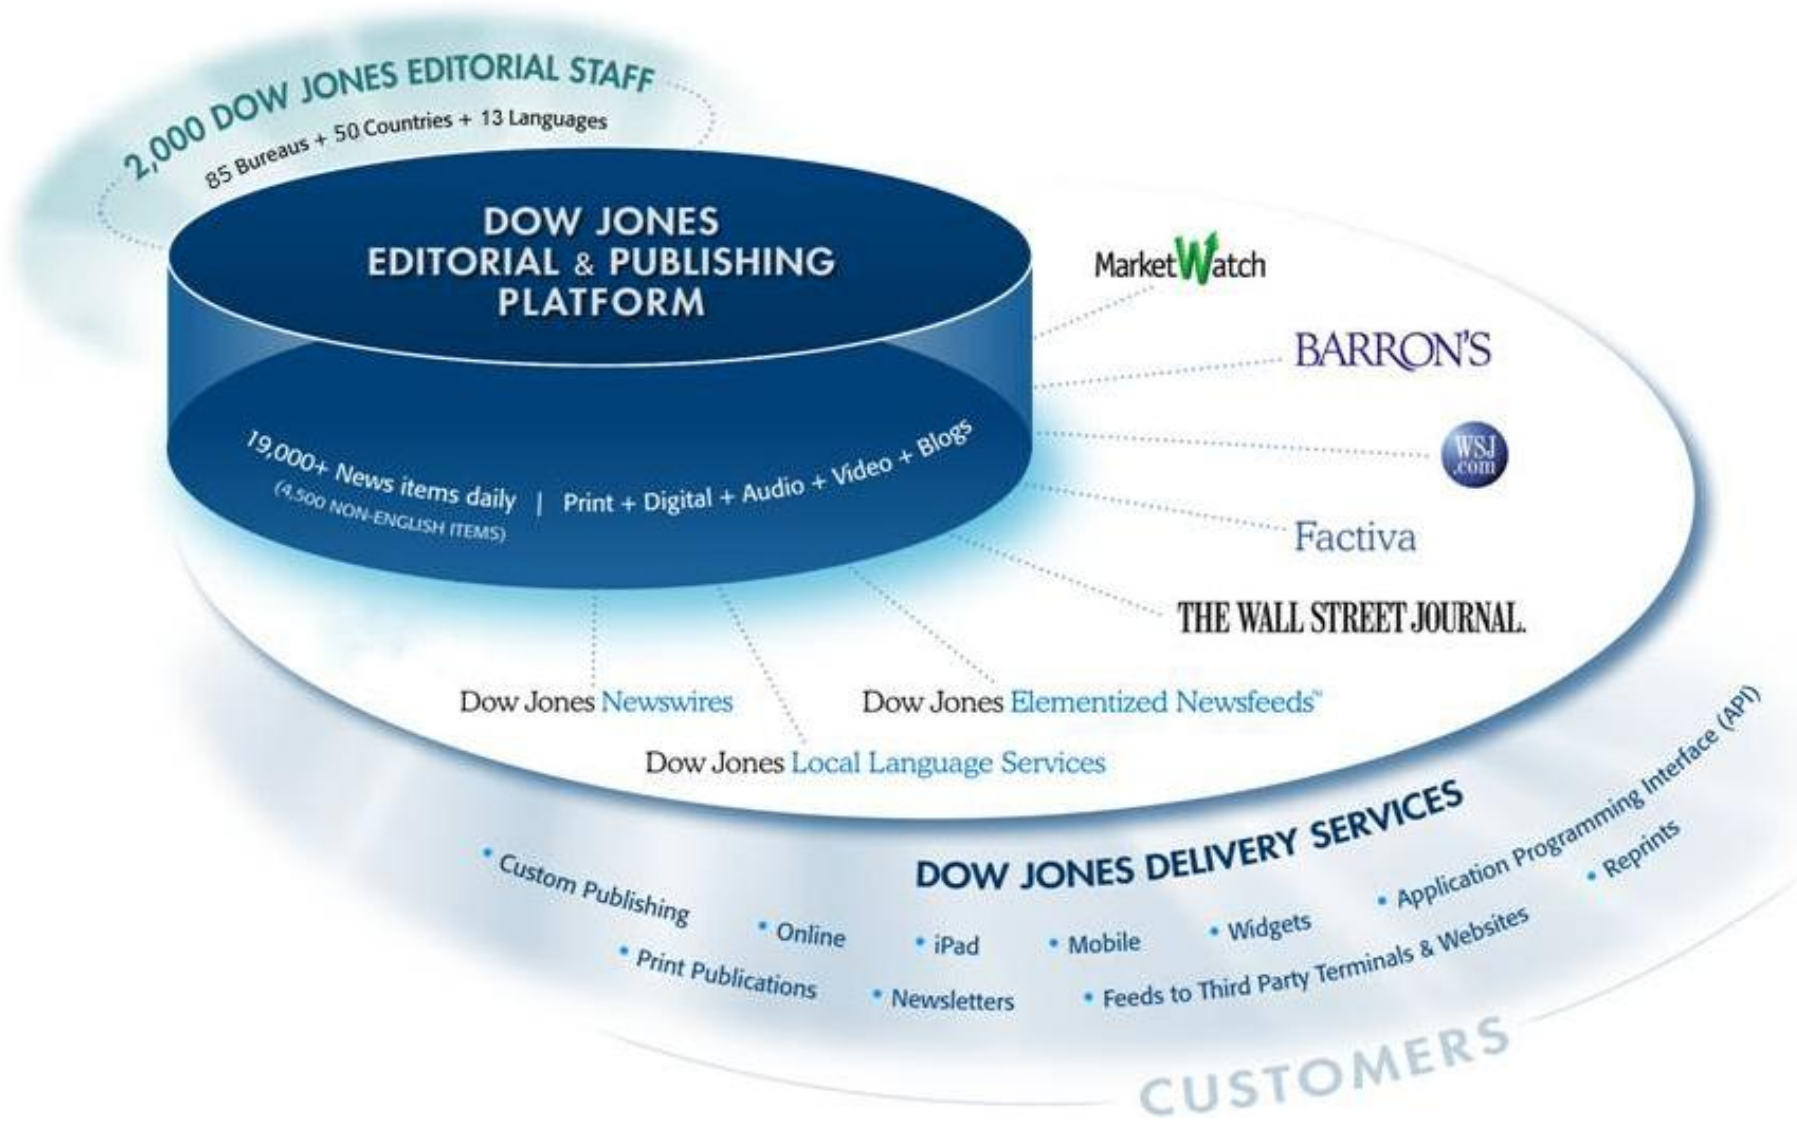 2,000 DOW JONES EDITORIAL STAFF
85 Bureaus + 50 Countries + 13 Languages
DOW JONES
EDITORIAL & PUBLISHING
PLATFORM
19,000+ News items daily | Print + Digital + Audio + Video + Blogs
(4,500 NON-ENGLISH ITEMS)
MarketWatch
BARRON'S
WSJ
.com
Factiva
THE WALL STREET JOURNAL.
Dow Jones Newswires
Dow Jones Elementized Newsfeeds™
Dow Jones Local Language Services
DOW JONES DELIVERY SERVICES
• Custom Publishing
• Print Publications
• Online
• Newsletters
• iPad
• Mobile
• Widgets
• Feeds to Third Party Terminals & Websites
• Application Programming Interface (API)
• Reprints
CUSTOMERS